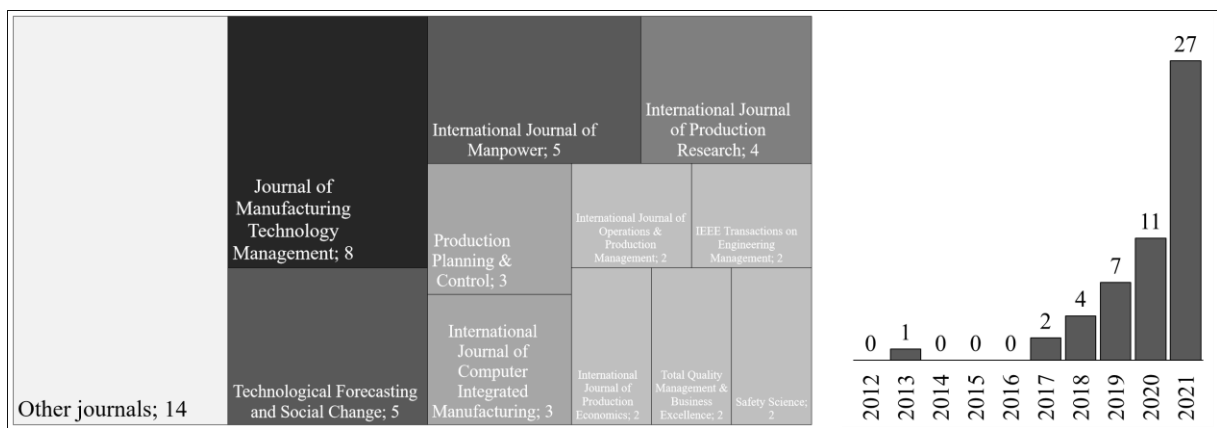 Other journals; 14
Journal of
Manufacturing
Technology
Management; 8
Technological Forecasting
and Social Change; 5
International Journal of
Manpower; 5
International Journal
of Production
Research; 4
Production
Planning &
Control; 3
International
Journal of
Computer
Integrated
Manufacturing; 3
International Journal of
Operations &
Production
Management; 2
IEEE Transactions on
Engineering
Management; 2
International
Journal of
Production
Economics; 2
Total Quality
Management &
Business
Excellence; 2
Safety Science;
2
0
1
0
0
0
2
4
7
11
27
2012
2013
2014
2015
2016
2017
2018
2019
2020
2021